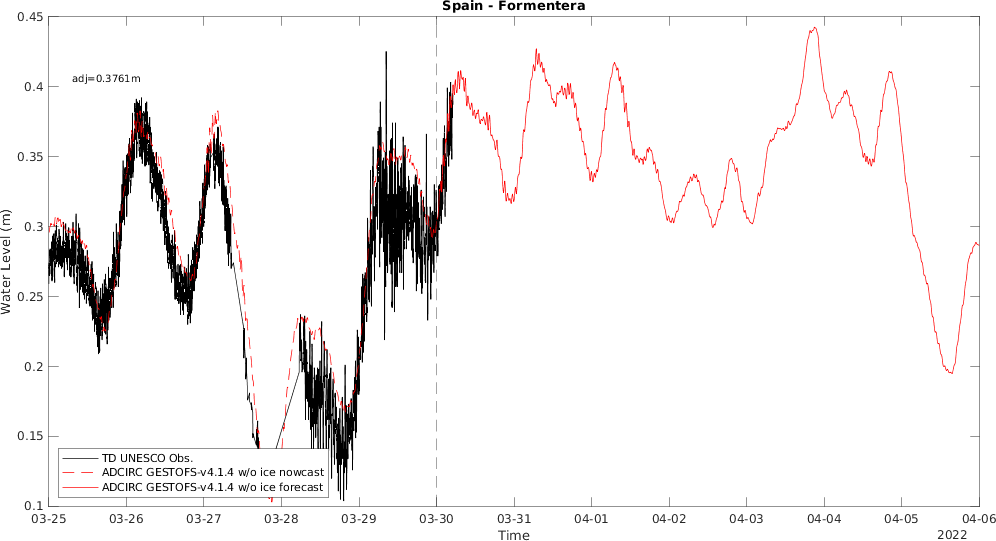 Spain - Formentera
adj=0.3761m
Water Level (m)
0.45
0.4
0.35
0.3
0.25
0.2
0.15
0.1
TD UNESCO Obs.
ADCIRC GESTOFS-v4.1.4 w/o ice nowcast
ADCIRC GESTOFS-v4.1.4 w/o ice forecast
03-25 03-26 03-27 03-28 03-29 03-30 03-31 04-01 04-02 04-03 04-04 04-05 04-06
Time
2022